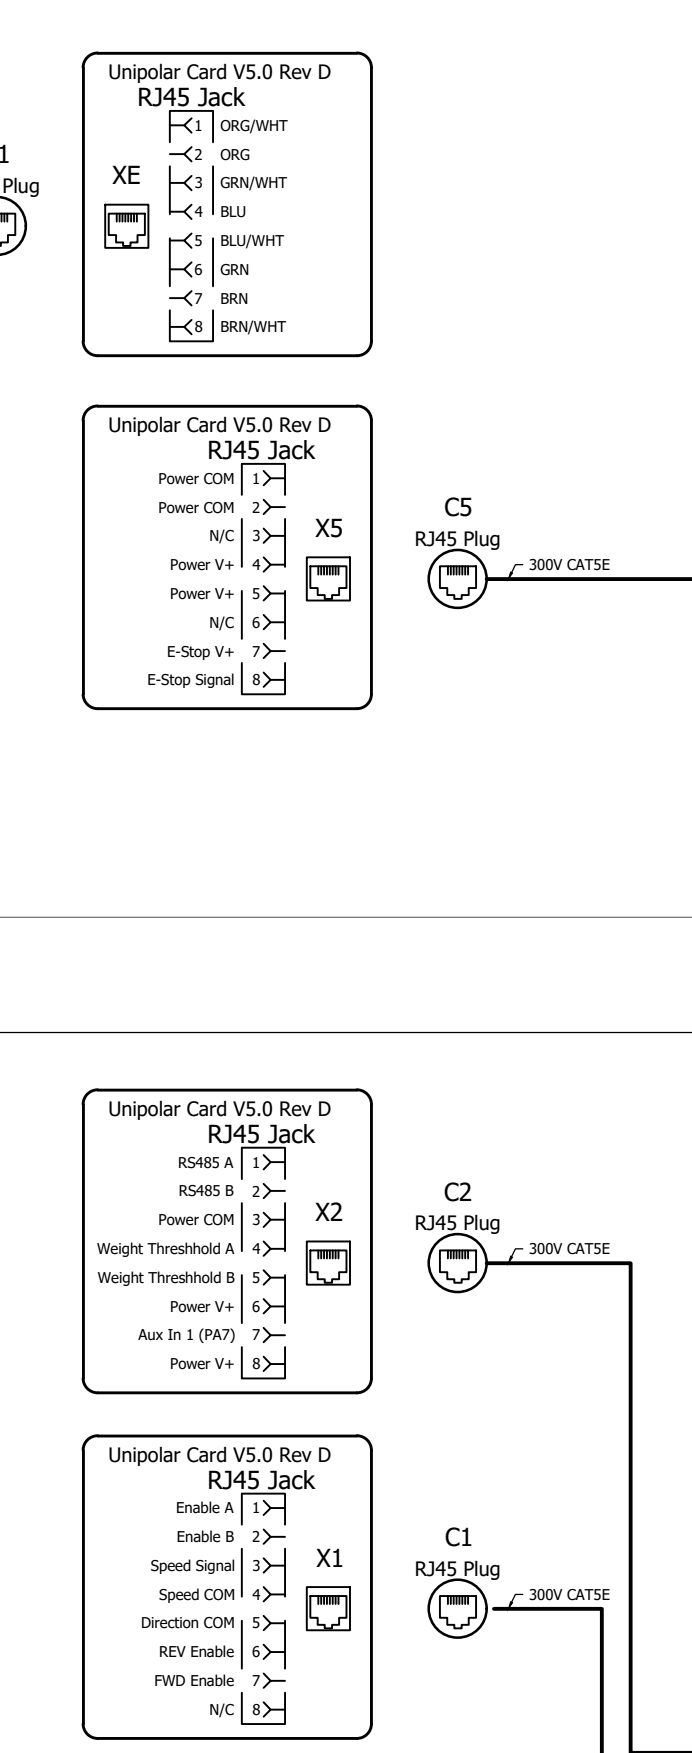 Unipolar Card V5.0 Rev D
RJ45 Jack
1 ORG/WHT
2 ORG
3 GRN/WHT
4 BLU
5 BLU/WHT
6 GRN
7 BRN
8 BRN/WHT
XE
1
Plug
Unipolar Card V5.0 Rev D
RJ45 Jack
Power COM 1
Power COM 2
N/C 3
Power V+ 4
Power V+ 5
N/C 6
E-Stop V+ 7
E-Stop Signal 8
X5
C5
RJ45 Plug
300V CAT5E
Unipolar Card V5.0 Rev D
RJ45 Jack
RS485 A 1
RS485 B 2
Power COM 3
Weight Threshhold A 4
Weight Threshhold B 5
Power V+ 6
Aux In 1 (PA7) 7
Power V+ 8
X2
C2
RJ45 Plug
300V CAT5E
Unipolar Card V5.0 Rev D
RJ45 Jack
Enable A 1
Enable B 2
Speed Signal 3
Speed COM 4
Direction COM 5
REV Enable 6
FWD Enable 7
N/C 8
X1
C1
RJ45 Plug
300V CAT5E